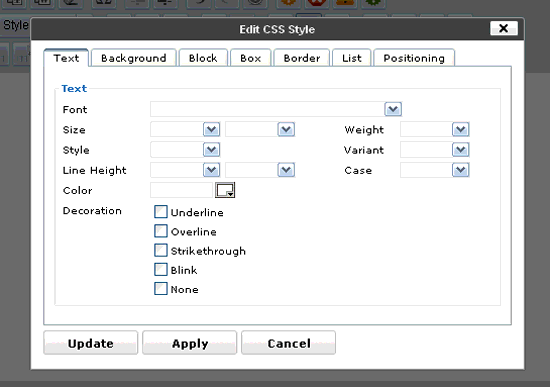 Edit CSS Style
Style
Text Background Block Box Border List Positioning
Text
Font
Size Weight
Style Variant
Line Height Case
Color
Decoration Underline
Overline
Strikethrough
Blink
None
Update Apply Cancel